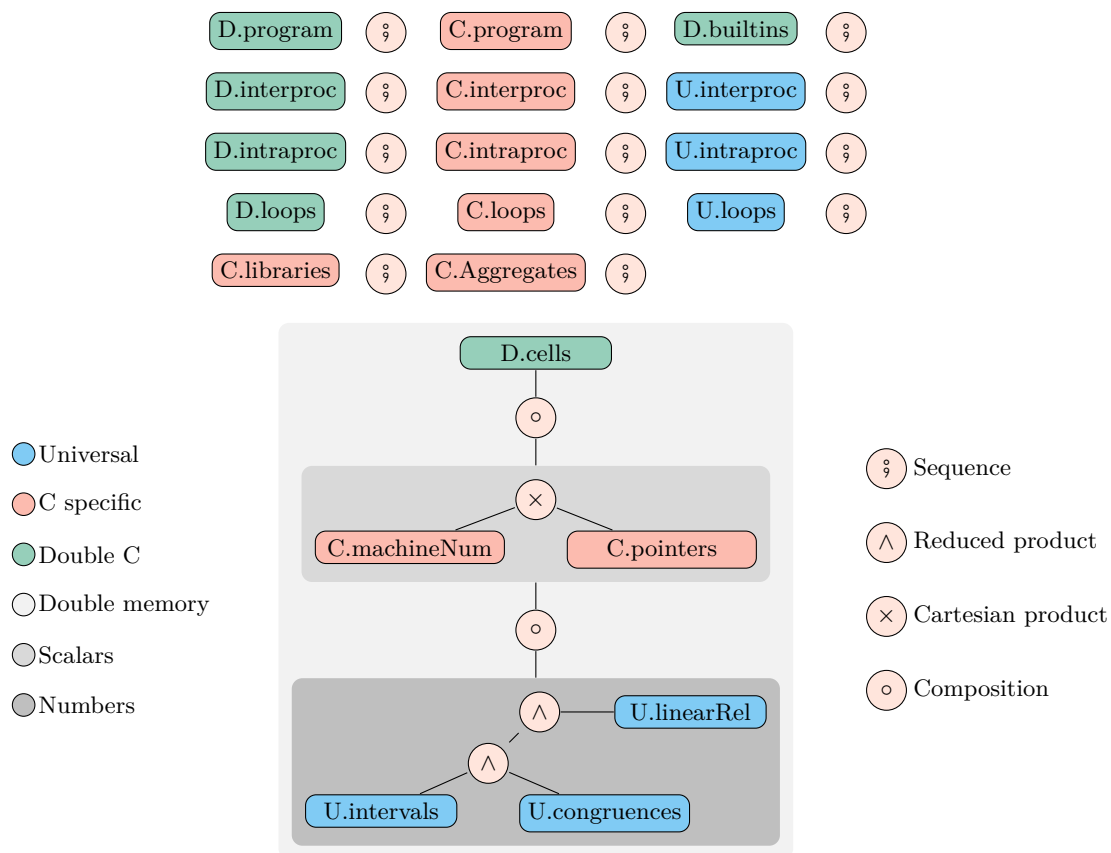 D.program ⨟ C.program ⨟ D.builtins ⨟
D.interproc ⨟ C.interproc ⨟ U.interproc ⨟
D.intraproc ⨟ C.intraproc ⨟ U.intraproc ⨟
D.loops ⨟ C.loops ⨟ U.loops ⨟
C.libraries ⨟ C.Aggregates ⨟
D.cells
∘
×
C.machineNum C.pointers
∘
∧ U.linearRel
∧
U.intervals U.congruences
Universal
C specific
Double C
Double memory
Scalars
Numbers
⨟ Sequence
∧ Reduced product
× Cartesian product
∘ Composition